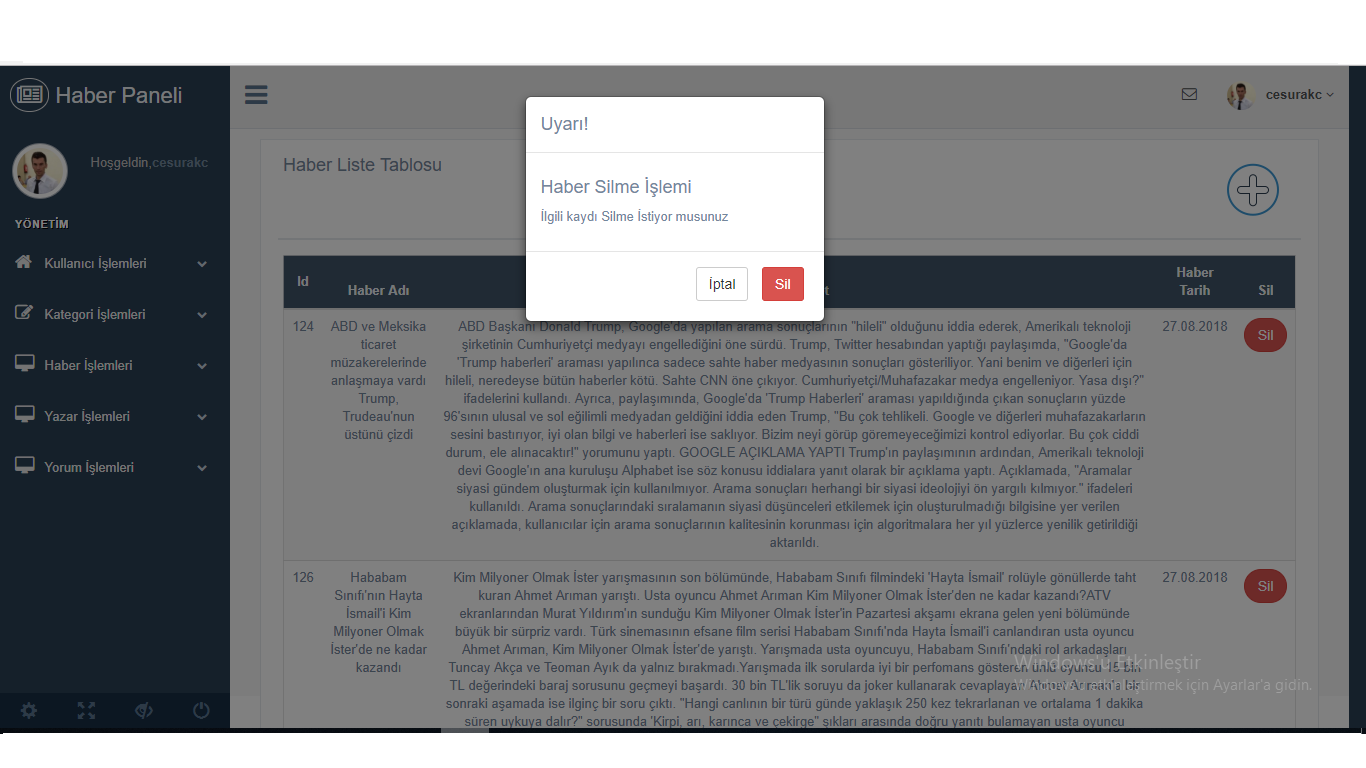 Haber Paneli
cesurakc
Hoşgeldin,cesurakc
YÖNETİM
Kullanıcı İşlemleri
Kategori İşlemleri
Haber İşlemleri
Yazar İşlemleri
Yorum İşlemleri
Haber Liste Tablosu
Uyarı!
Haber Silme İşlemi
İlgili kaydı Silme İstiyor musunuz
İptal
Sil
Id
Haber Adı
t
Haber
Tarih
Sil
124
ABD ve Meksika
ticaret
müzakerelerinde
anlaşmaya vardı
Trump,
Trudeau'nun
üstünü çizdi
ABD Başkanı Donald Trump, Google'da yapılan arama sonuçlarının "hileli" olduğunu iddia ederek, Amerikalı teknoloji
şirketinin Cumhuriyetçi medyayı engellediğini öne sürdü. Trump, Twitter hesabından yaptığı paylaşımda, "Google'da
'Trump haberleri' araması yapılınca sadece sahte haber medyasının sonuçları gösteriliyor. Yani benim ve diğerleri için
hileli, neredeyse bütün haberler kötü. Sahte CNN öne çıkıyor. Cumhuriyetçi/Muhafazakar medya engelleniyor. Yasa dışı?"
ifadelerini kullandı. Ayrıca, paylaşımında, Google'da 'Trump Haberleri' araması yapıldığında çıkan sonuçların yüzde
96'sının ulusal ve sol eğilimli medyadan geldiğini iddia eden Trump, "Bu çok tehlikeli. Google ve diğerleri muhafazakarların
sesini bastırıyor, iyi olan bilgi ve haberleri ise saklıyor. Bizim neyi görüp göremeyeceğimizi kontrol ediyorlar. Bu çok ciddi
durum, ele alınacaktır!" yorumunu yaptı. GOOGLE AÇIKLAMA YAPTI Trump'ın paylaşımının ardından, Amerikalı teknoloji
devi Google'ın ana kuruluşu Alphabet ise söz konusu iddialara yanıt olarak bir açıklama yaptı. Açıklamada, "Aramalar
siyasi gündem oluşturmak için kullanılmıyor. Arama sonuçları herhangi bir siyasi ideolojiyi ön yargılı kılmıyor." ifadeleri
kullanıldı. Arama sonuçlarındaki sıralamanın siyasi düşünceleri etkilemek için oluşturulmadığı bilgisine yer verilen
açıklamada, kullanıcılar için arama sonuçlarının kalitesinin korunması için algoritmalara her yıl yüzlerce yenilik getirildiği
aktarıldı.
27.08.2018
Sil
126
Hababam
Sınıfı'nın Hayta
İsmail'i Kim
Milyoner Olmak
İster'de ne kadar
kazandı
Kim Milyoner Olmak İster yarışmasının son bölümünde, Hababam Sınıfı filmindeki 'Hayta İsmail' rolüyle gönüllerde taht
kuran Ahmet Arıman yarıştı. Usta oyuncu Ahmet Arıman Kim Milyoner Olmak İster'den ne kadar kazandı?ATV
ekranlarından Murat Yıldırım'ın sunduğu Kim Milyoner Olmak İster'in Pazartesi akşamı ekrana gelen yeni bölümünde
büyük bir sürpriz vardı. Türk sinemasının efsane film serisi Hababam Sınıfı'nda Hayta İsmail'i canlandıran usta oyuncu
Ahmet Arıman, Kim Milyoner Olmak İster'de yarıştı. Yarışmada usta oyuncuyu, Hababam Sınıfı'ndaki rol arkadaşları
Tuncay Akça ve Teoman Ayık da yalnız bırakmadı.Yarışmada ilk sorularda iyi bir perfomans gösteren ünlü oyuncu 15 bin
TL değerindeki baraj sorusunu geçmeyi başardı. 30 bin TL'lik soruyu da joker kullanarak cevaplayan Ahmet Arıman'a bir
sonraki aşamada ise ilginç bir soru çıktı. "Hangi canlının bir türü günde yaklaşık 250 kez tekrarlanan ve ortalama 1 dakika
süren uykuya dalır?" sorusunda 'Kirpi, arı, karınca ve çekirge" şıkları arasında doğru yanıtı bulamayan usta oyuncu
27.08.2018
Sil
Windows'u Etkinleştir
Windows'u etkinleştirmek için Ayarlar'a gidin.